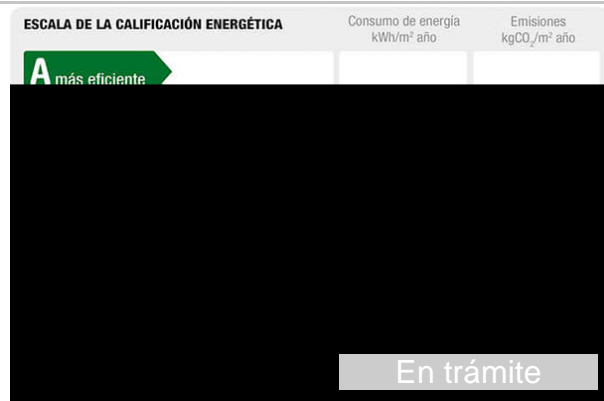 ESCALA DE LA CALIFICACIÓN ENERGÉTICA
Consumo de energía
kWh/m² año
Emisiones
kgCO₂/m² año
A más eficiente
En trámite